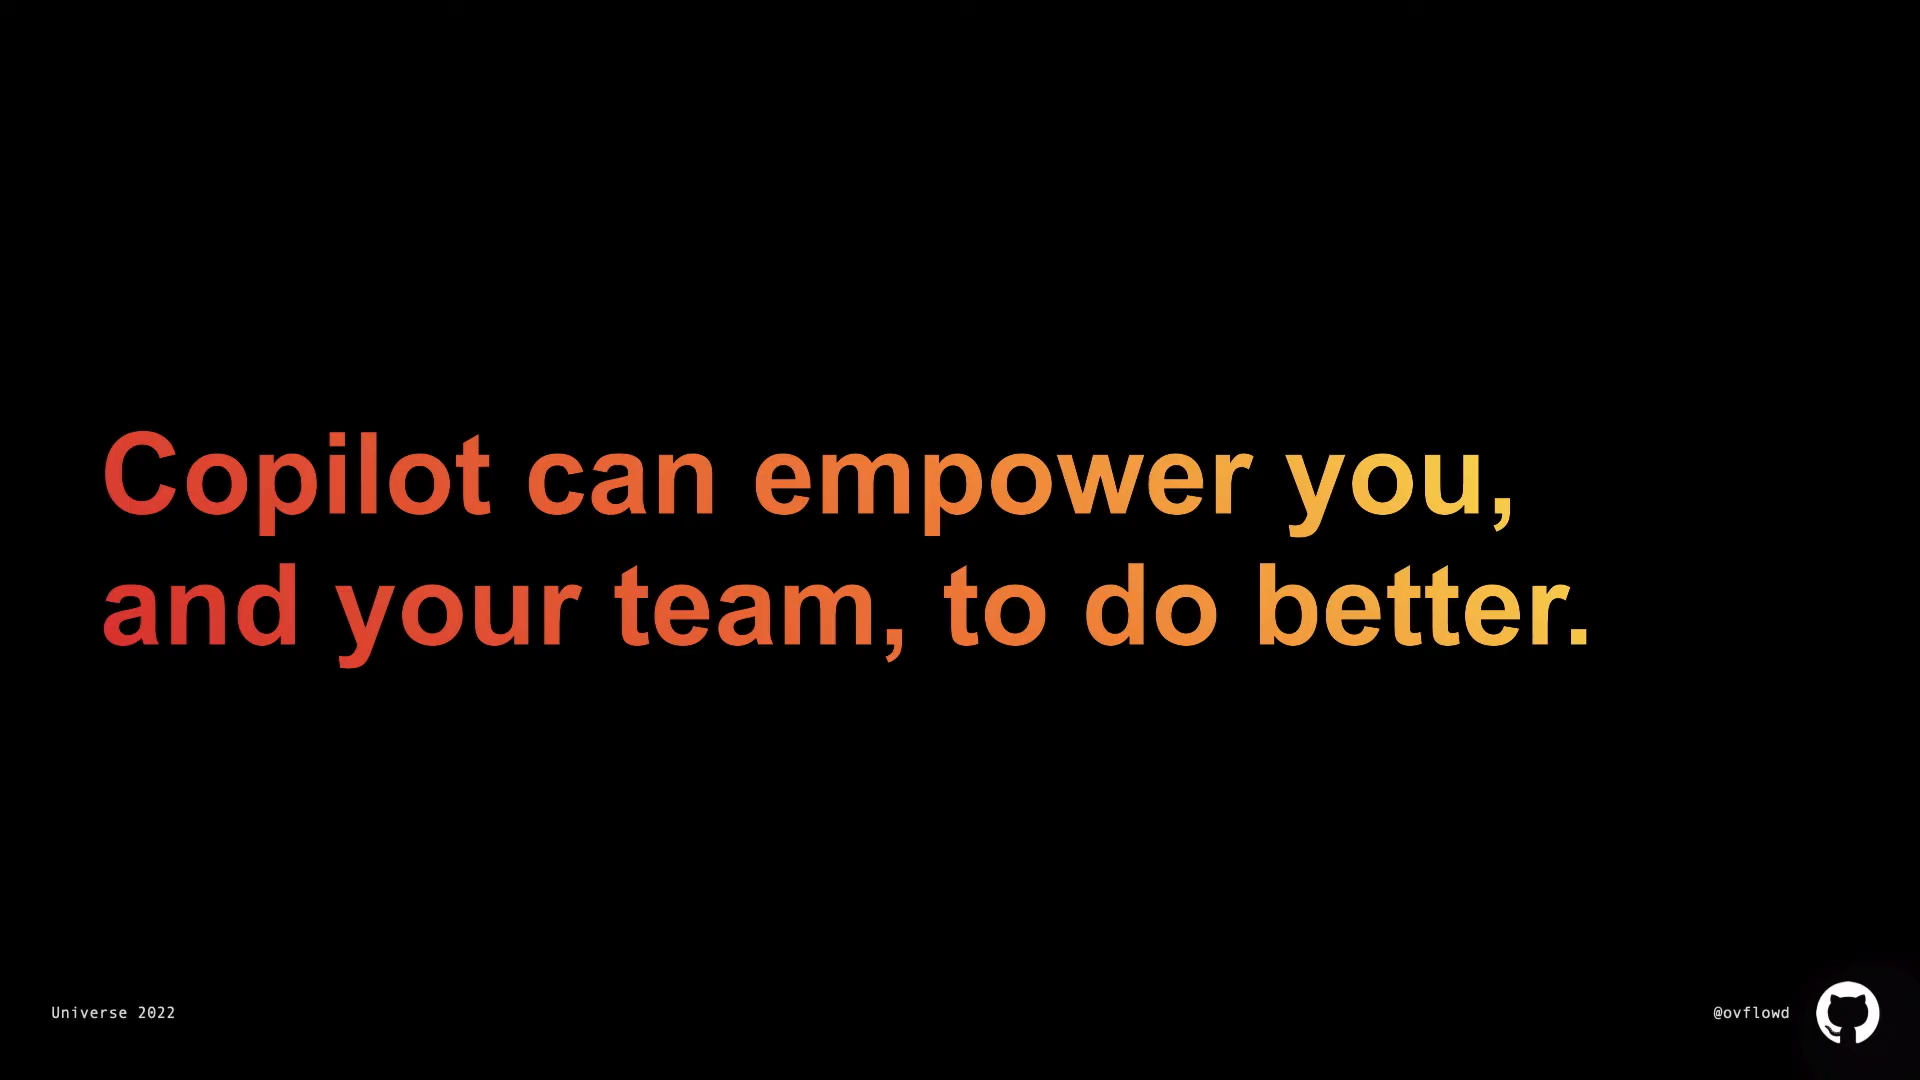 Copilot can empower you,
and your team, to do better.
Universe 2022
@ovflowd